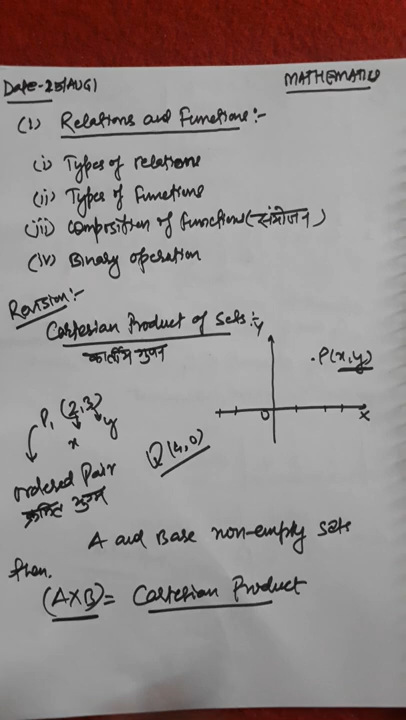 Date-25/AUG)
MATHEMATICS
(1) Relations and Functions:-
(i) Types of relations
(ii) Types of Functions
(iii) Composition of functions (संयोजन)
(iv) Binary operation
Revision:-
Cartesian Product of Sets:-
कार्तीय गुणन
Y
.P(x,y)
O
X
P, (2,3)
x
y
Q(4,0)
ordered Pair
क्रमित युग्म
A and B are non-empty sets
then.
(AXB) = Cartesian Product